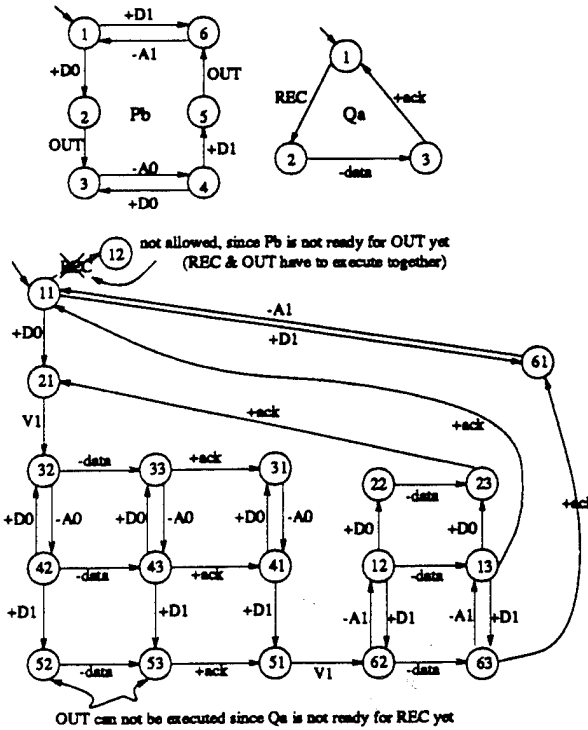 +D1
1
6
-A1
+D0
OUT
1
REC
+ack
2
Pb
5
Qa
OUT
+D1
2
3
-data
3
-A0
4
+D0
not allowed, since Pb is not ready for OUT yet
REC
12
(REC & OUT have to execute together)
11
-A1
+D1
+D0
61
21
+ack
+ack
V1
32
-data
33
+ack
31
22
-data
23
+ack
+D0
-A0
+D0
-A0
+D0
-A0
+D0
+D0
42
-data
43
+ack
41
12
-data
13
+D1
+D1
+D1
-A1
+D1
-A1
+D1
52
-data
53
+ack
51
V1
62
-data
63
OUT can not be executed since Qa is not ready for REC yet